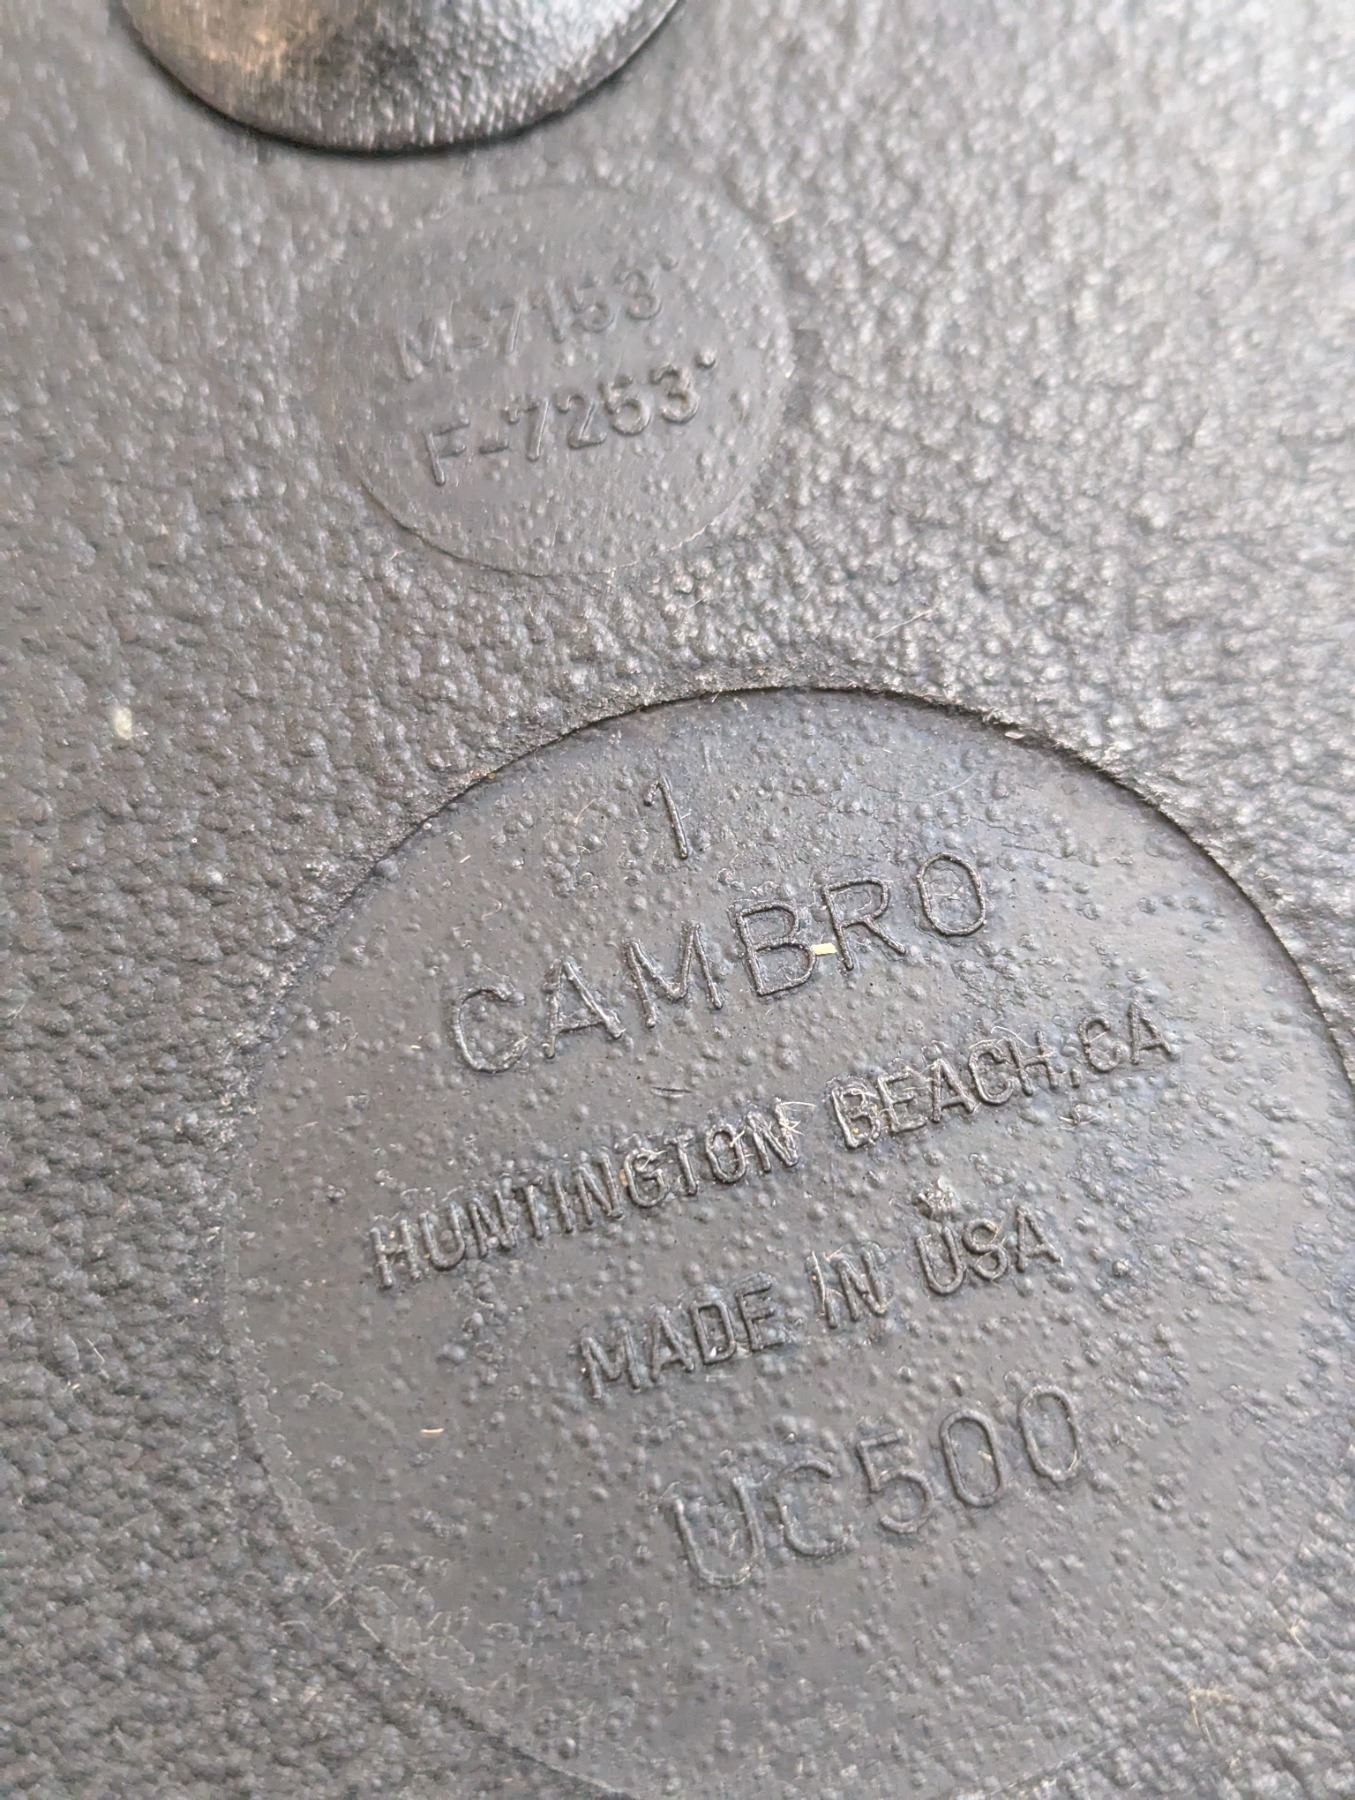 M-7153
F-7253
1
CAMBRO
HUNTINGTON BEACH, CA
MADE IN USA
UC500